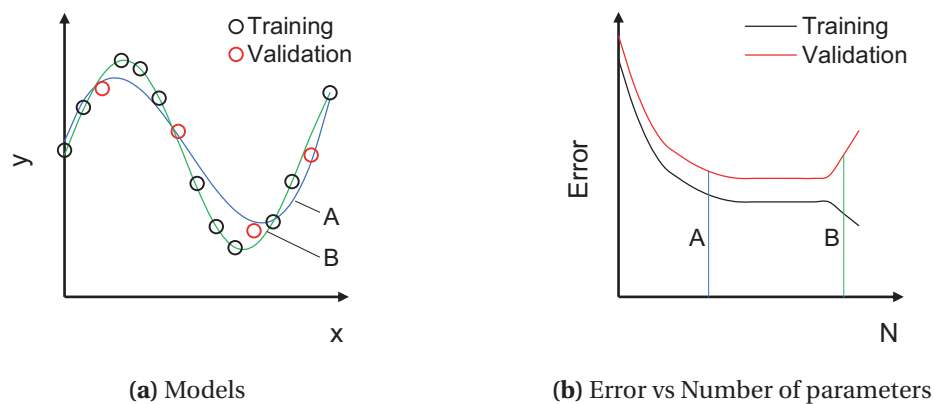 Training
Validation
y
A
B
x
(a) Models
Training
Validation
Error
A
B
N
(b) Error vs Number of parameters